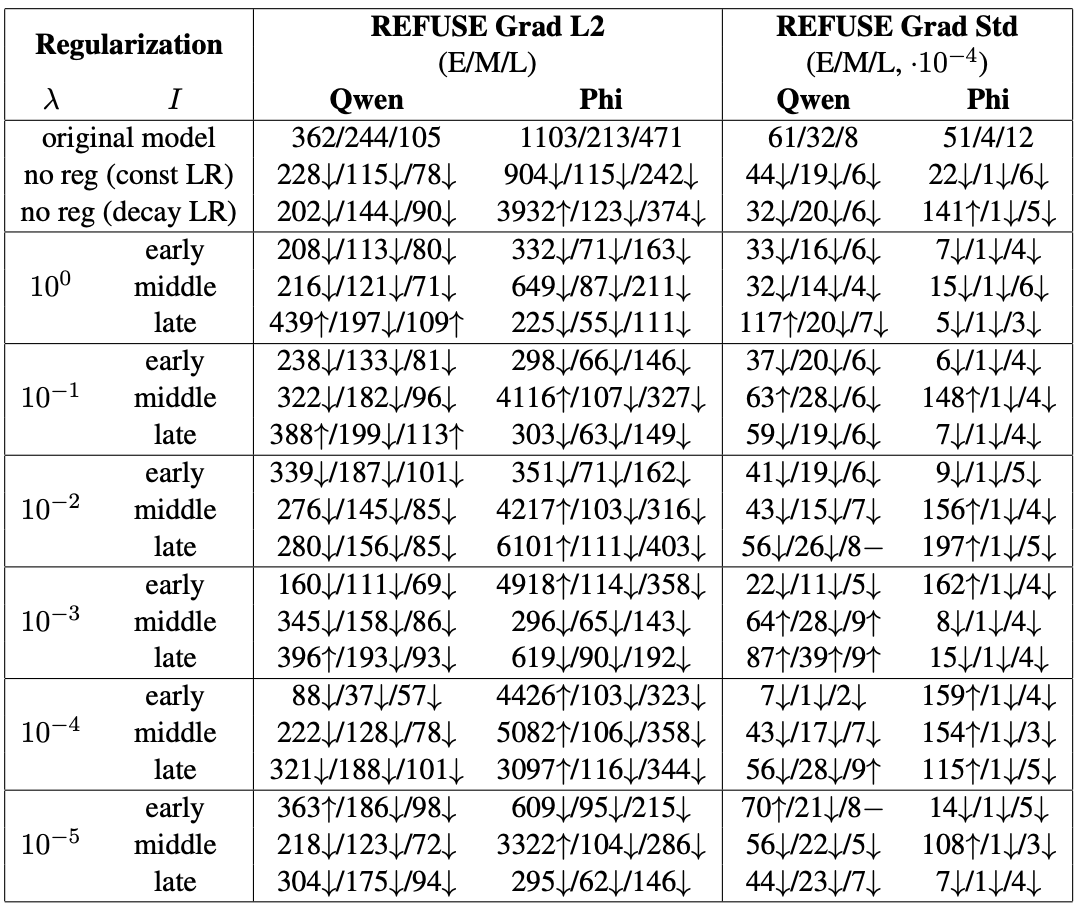 Regularization REFUSE Grad L2 REFUSE Grad Std
(E/M/L) (E/M/L, ·10⁻⁴)
λ I Qwen Phi Qwen Phi
original model 362/244/105 1103/213/471 61/32/8 51/4/12
no reg (const LR) 228↓/115↓/78↓ 904↓/115↓/242↓ 44↓/19↓/6↓ 22↓/1↓/6↓
no reg (decay LR) 202↓/144↓/90↓ 3932↑/123↓/374↓ 32↓/20↓/6↓ 141↑/1↓/5↓
early 208↓/113↓/80↓ 332↓/71↓/163↓ 33↓/16↓/6↓ 7↓/1↓/4↓
10⁰ middle 216↓/121↓/71↓ 649↓/87↓/211↓ 32↓/14↓/4↓ 15↓/1↓/6↓
late 439↑/197↓/109↑ 225↓/55↓/111↓ 117↑/20↓/7↓ 5↓/1↓/3↓
early 238↓/133↓/81↓ 298↓/66↓/146↓ 37↓/20↓/6↓ 6↓/1↓/4↓
10⁻¹ middle 322↓/182↓/96↓ 4116↑/107↓/327↓ 63↑/28↓/6↓ 148↑/1↓/4↓
late 388↑/199↓/113↑ 303↓/63↓/149↓ 59↓/19↓/6↓ 7↓/1↓/4↓
early 339↓/187↓/101↓ 351↓/71↓/162↓ 41↓/19↓/6↓ 9↓/1↓/5↓
10⁻² middle 276↓/145↓/85↓ 4217↑/103↓/316↓ 43↓/15↓/7↓ 156↑/1↓/4↓
late 280↓/156↓/85↓ 6101↑/111↓/403↓ 56↓/26↓/8− 197↑/1↓/5↓
early 160↓/111↓/69↓ 4918↑/114↓/358↓ 22↓/11↓/5↓ 162↑/1↓/4↓
10⁻³ middle 345↓/158↓/86↓ 296↓/65↓/143↓ 64↑/28↓/9↑ 8↓/1↓/4↓
late 396↑/193↓/93↓ 619↓/90↓/192↓ 87↑/39↑/9↑ 15↓/1↓/4↓
early 88↓/37↓/57↓ 4426↑/103↓/323↓ 7↓/1↓/2↓ 159↑/1↓/4↓
10⁻⁴ middle 222↓/128↓/78↓ 5082↑/106↓/358↓ 43↓/17↓/7↓ 154↑/1↓/3↓
late 321↓/188↓/101↓ 3097↑/116↓/344↓ 56↓/28↓/9↑ 115↑/1↓/5↓
early 363↑/186↓/98↓ 609↓/95↓/215↓ 70↑/21↓/8− 14↓/1↓/5↓
10⁻⁵ middle 218↓/123↓/72↓ 3322↑/104↓/286↓ 56↓/22↓/5↓ 108↑/1↓/3↓
late 304↓/175↓/94↓ 295↓/62↓/146↓ 44↓/23↓/7↓ 7↓/1↓/4↓